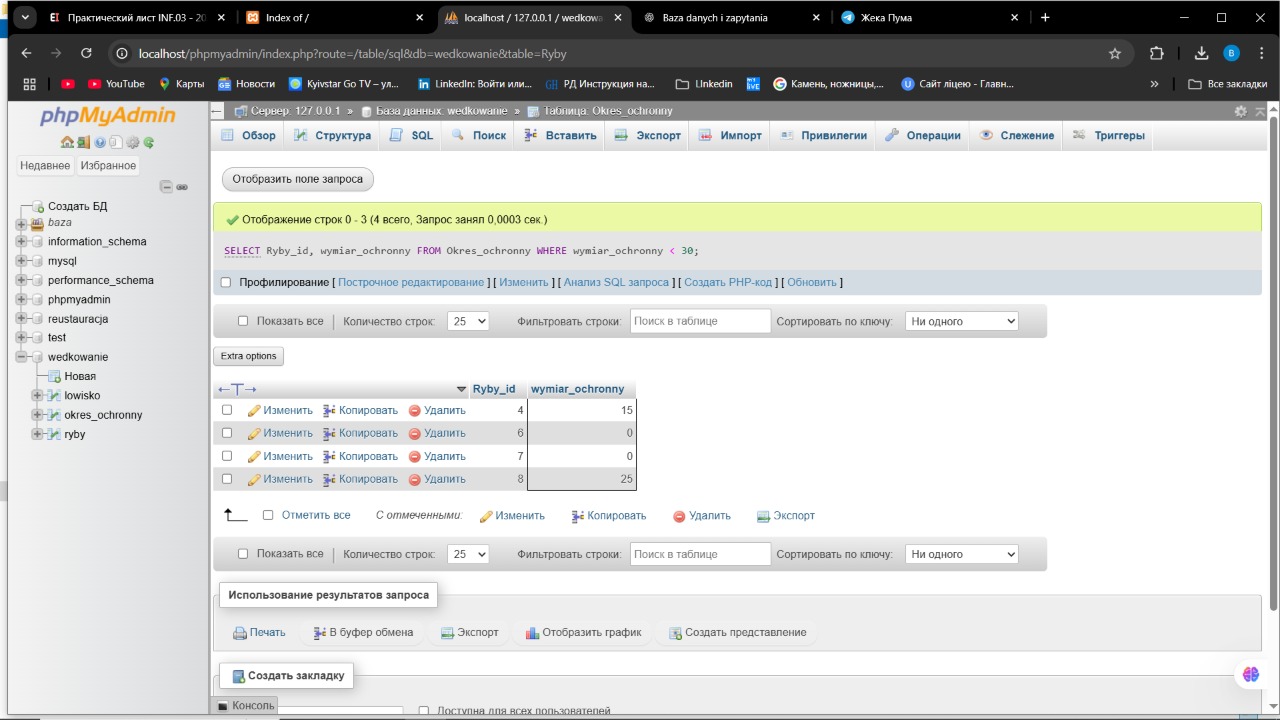 Практический лист INF.03 - 20
Index of /
localhost / 127.0.0.1 / wedkowa
Baza danych i zapytania
Жека Пума
localhost/phpmyadmin/index.php?route=/table/sql&db=wedkowanie&table=Ryby
B
YouTube
Карты
Новости
Kyivstar Go TV – ул...
LinkedIn: Войти или...
РД Инструкция на...
Linkedin
Камень, ножницы,...
Сайт ліцею - Главн...
»
Все закладки
phpMyAdmin
Недавнее
Избранное
Создать БД
baza
information_schema
mysql
performance_schema
phpmyadmin
reustauracja
test
wedkowanie
Новая
lowisko
okres_ochronny
ryby
Сервер: 127.0.0.1 » База данных: wedkowanie » Таблица: Okres_ochronny
Обзор
Структура
SQL
Поиск
Вставить
Экспорт
Импорт
Привилегии
Операции
Слежение
Триггеры
Отобразить поле запроса
Отображение строк 0 - 3 (4 всего, Запрос занял 0,0003 сек.)
SELECT Ryby_id, wymiar_ochronny FROM Okres_ochronny WHERE wymiar_ochronny < 30;
Профилирование [ Построчное редактирование ] [ Изменить ] [ Анализ SQL запроса ] [ Создать PHP-код ] [ Обновить ]
Показать все | Количество строк: 25 Фильтровать строки: Поиск в таблице Сортировать по ключу: Ни одного
Extra options
←T→ Ryby_id wymiar_ochronny
Изменить Копировать Удалить 4 15
Изменить Копировать Удалить 6 0
Изменить Копировать Удалить 7 0
Изменить Копировать Удалить 8 25
Отметить все С отмеченными: Изменить Копировать Удалить Экспорт
Показать все | Количество строк: 25 Фильтровать строки: Поиск в таблице Сортировать по ключу: Ни одного
Использование результатов запроса
Печать В буфер обмена Экспорт Отобразить график Создать представление
Создать закладку
Консоль
Доступна для всех пользователей